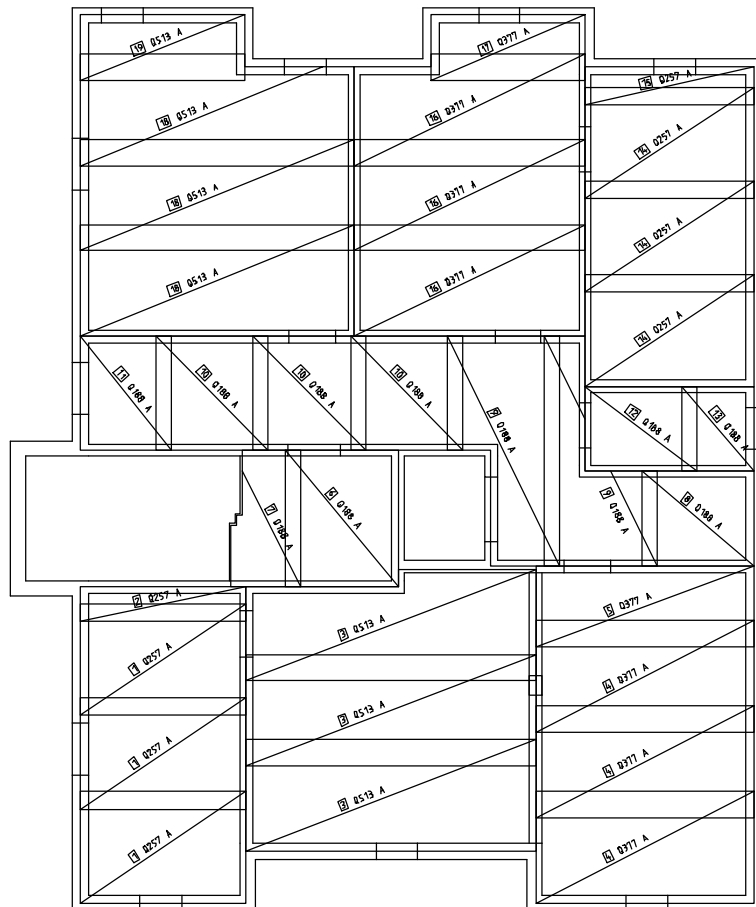 19 Q513 A
17 Q377 A
15 Q257 A
18 Q513 A
16 Q377 A
14 Q257 A
18 Q513 A
16 Q377 A
14 Q257 A
18 Q513 A
16 Q377 A
14 Q257 A
11 Q188 A
10 Q188 A
10 Q188 A
10 Q188 A
9 Q188 A
12 Q188 A
13 Q188 A
7 Q188 A
6 Q188 A
9 Q188 A
8 Q188 A
2 Q257 A
3 Q513 A
5 Q377 A
1 Q257 A
4 Q377 A
3 Q513 A
1 Q257 A
4 Q377 A
3 Q513 A
1 Q257 A
4 Q377 A